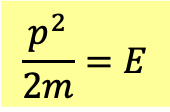 p²/2m = E